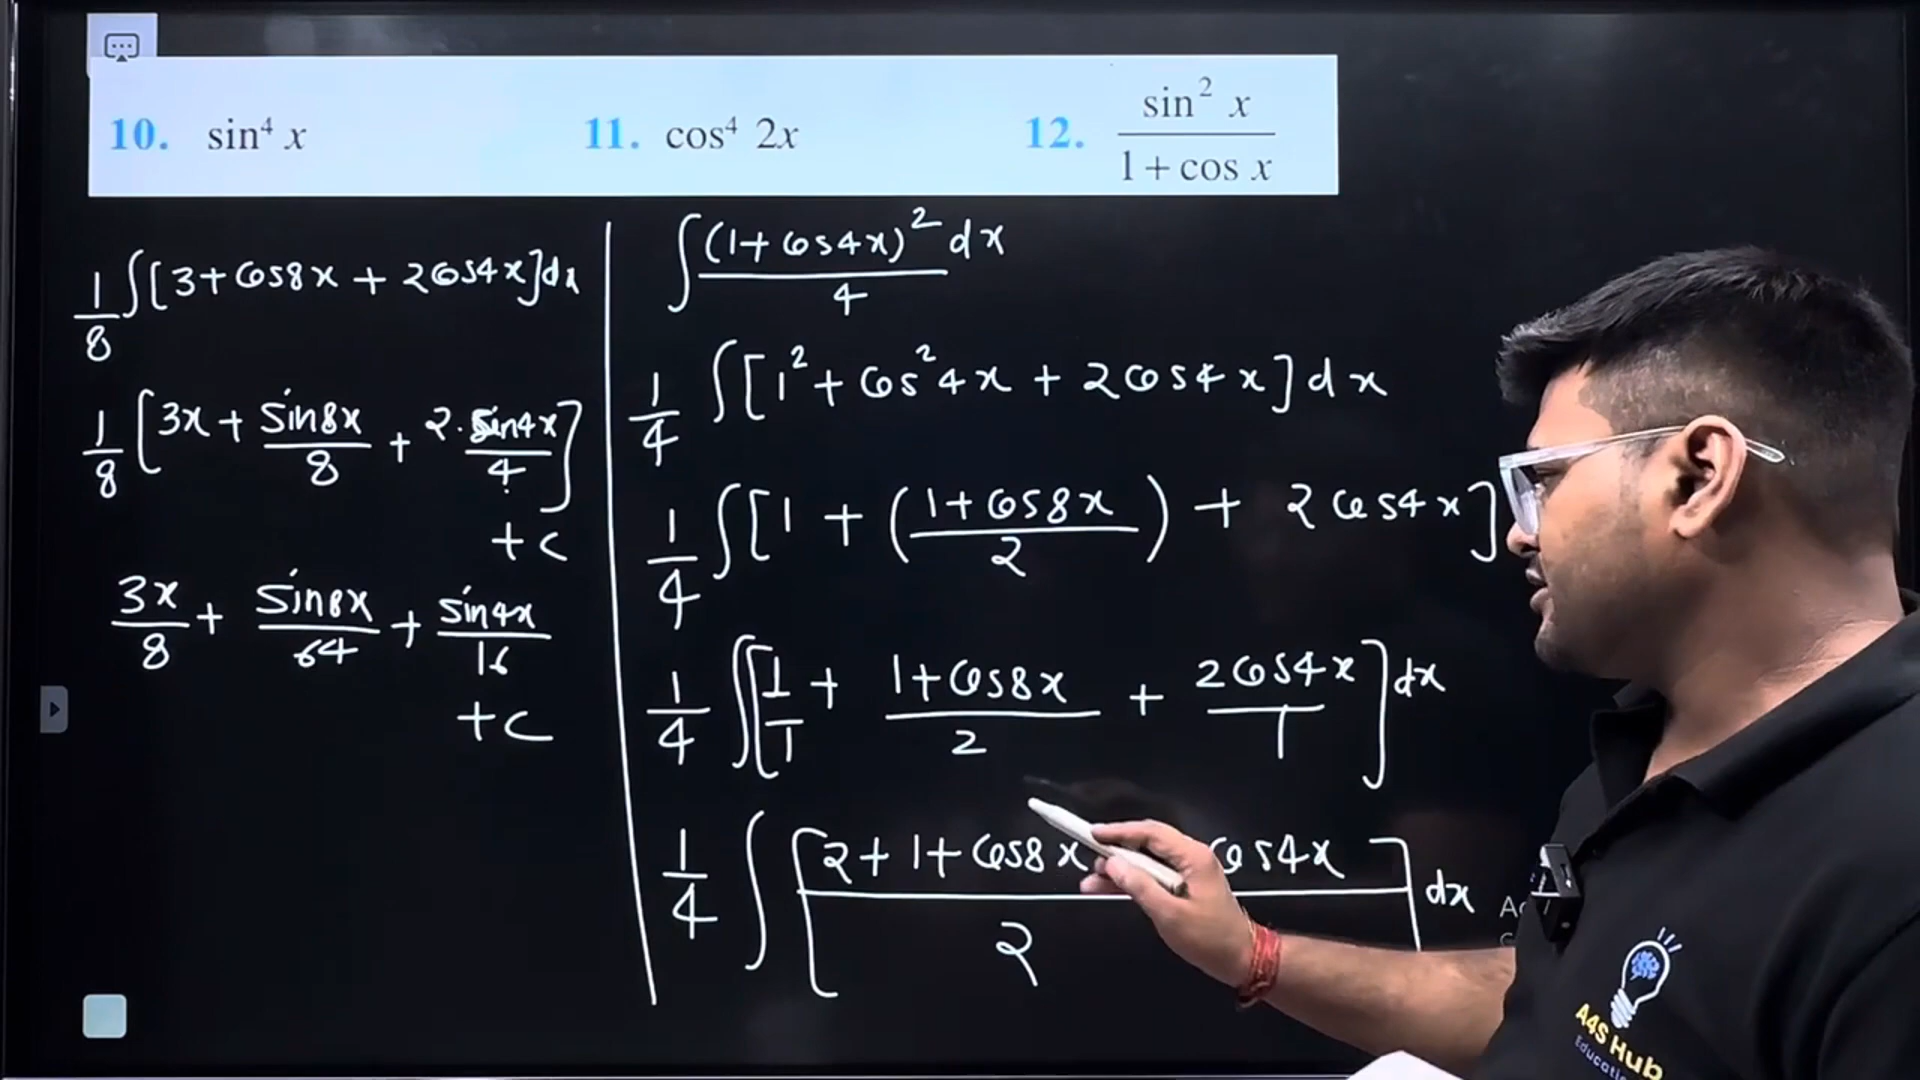 10. sin⁴ x 11. cos⁴ 2x 12. sin² x / 1 + cos x
∫ (1 + cos4x)² / 4 dx
1/4 ∫ [1² + cos²4x + 2cos4x] dx
1/4 ∫ [1 + (1 + cos8x / 2) + 2cos4x]
1/4 ∫ [1/1 + 1 + cos8x / 2 + 2cos4x / 1] dx
1/4 ∫ [2 + 1 + cos8x cos4x / 2] dx
1/8 ∫ [3 + cos8x + 2cos4x] dx
1/8 [3x + sin8x / 8 + 2 · sin4x / 4]
+ c
3x / 8 + sin8x / 64 + sin4x / 16
+ c
A4S Hub